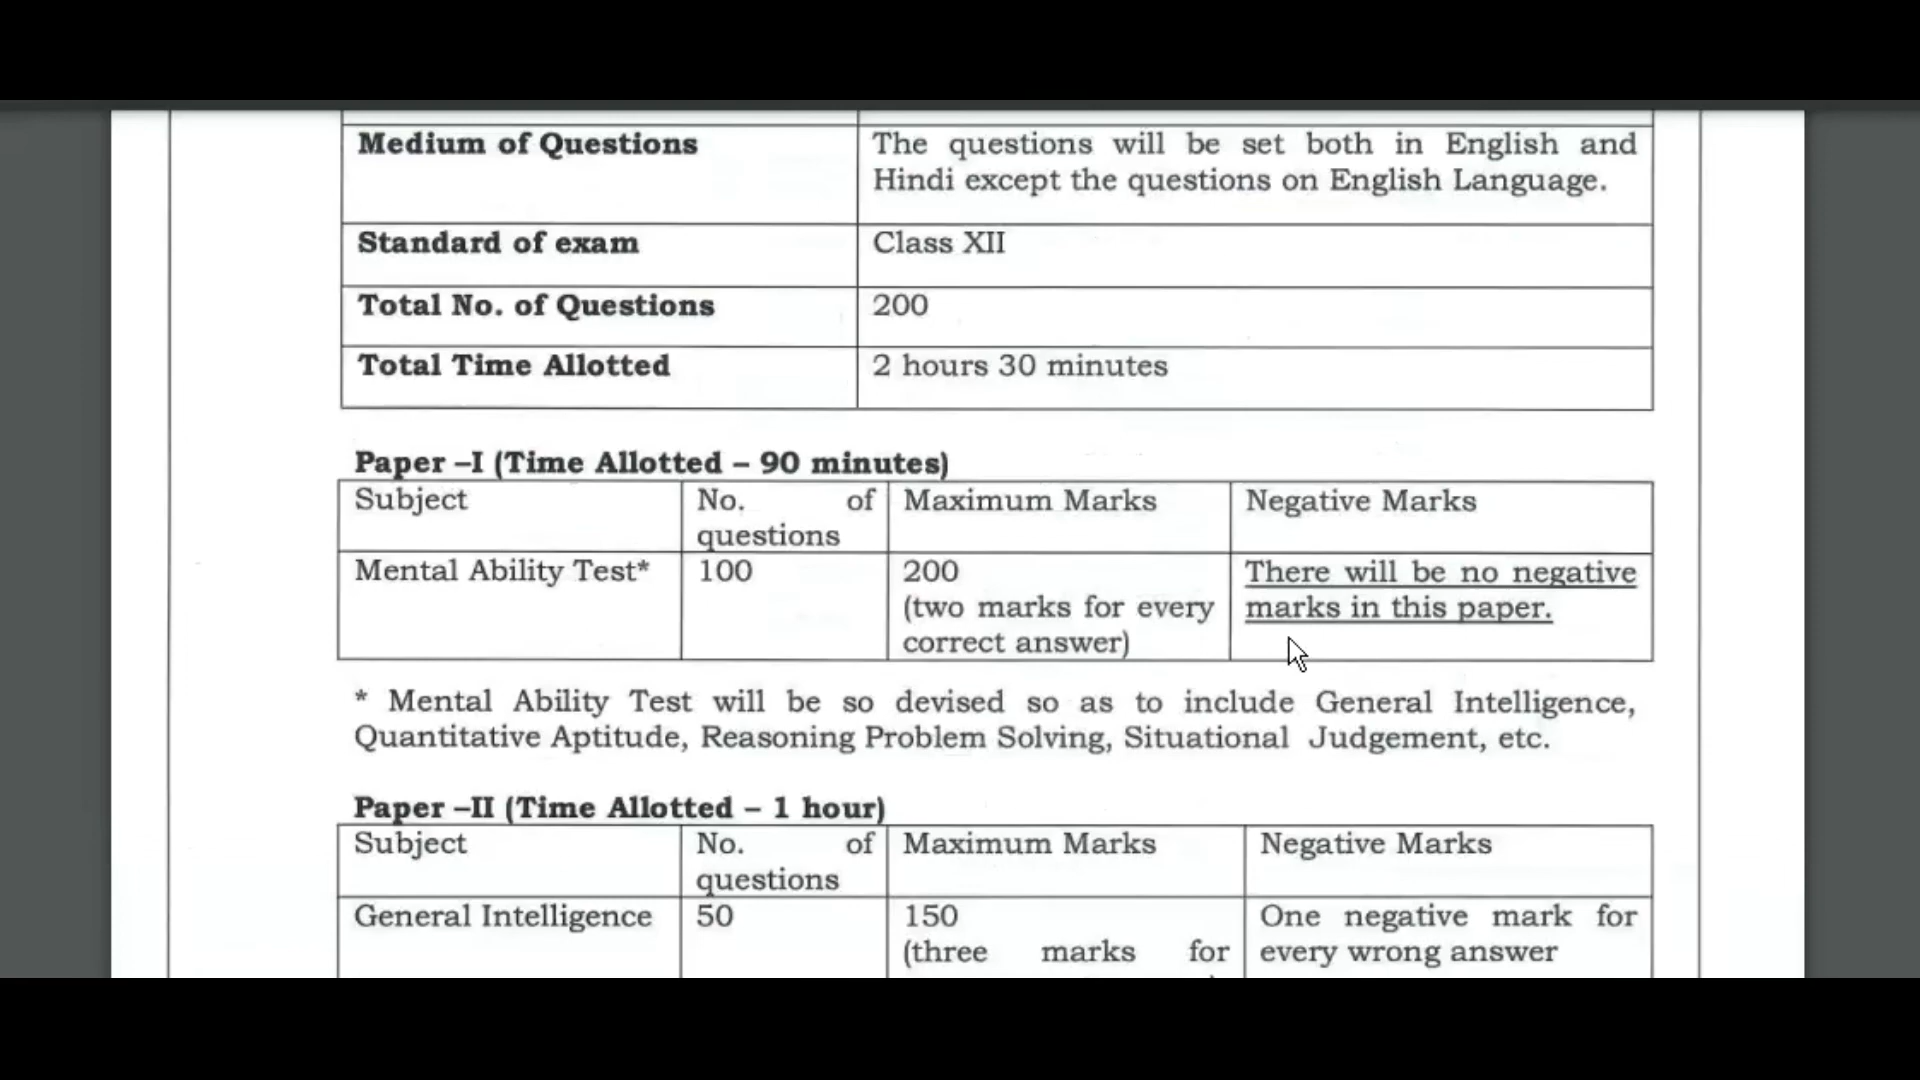 Medium of Questions
The questions will be set both in English and
Hindi except the questions on English Language.
Standard of exam
Class XII
Total No. of Questions
200
Total Time Allotted
2 hours 30 minutes
Paper –I (Time Allotted – 90 minutes)
Subject
No. of
questions
Maximum Marks
Negative Marks
Mental Ability Test*
100
200
(two marks for every
correct answer)
There will be no negative
marks in this paper.
* Mental Ability Test will be so devised so as to include General Intelligence,
Quantitative Aptitude, Reasoning Problem Solving, Situational Judgement, etc.
Paper –II (Time Allotted – 1 hour)
Subject
No. of
questions
Maximum Marks
Negative Marks
General Intelligence
50
150
(three marks for
One negative mark for
every wrong answer